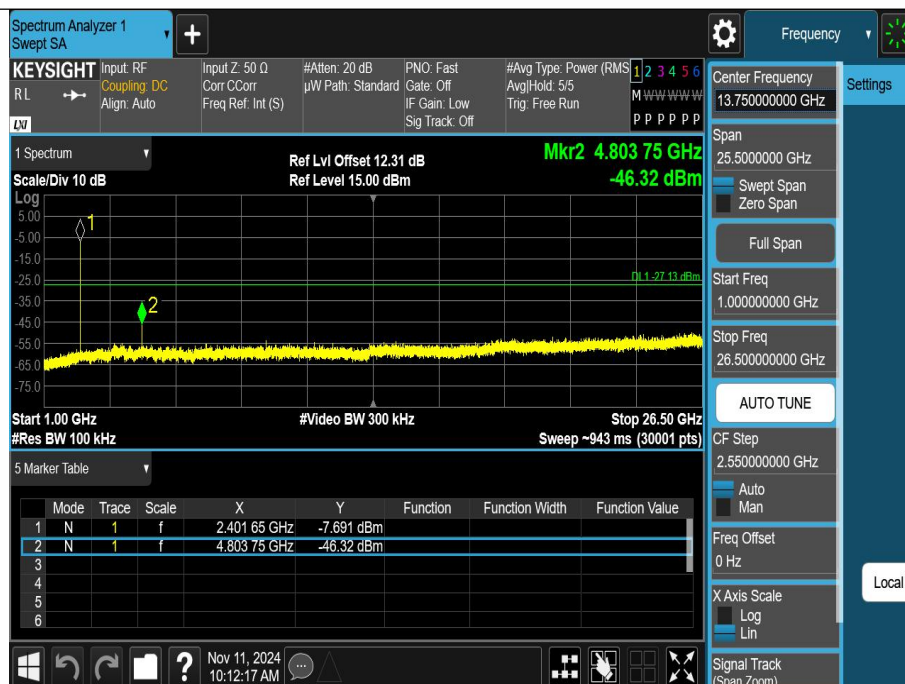 Spectrum Analyzer 1
Swept SA
+
Frequency
KEYSIGHT
RL
LXI
Input: RF
Coupling: DC
Align: Auto
Input Z: 50 Ω
Corr CCorr
Freq Ref: Int (S)
#Atten: 20 dB
µW Path: Standard
PNO: Fast
Gate: Off
IF Gain: Low
Sig Track: Off
#Avg Type: Power (RMS
Avg|Hold: 5/5
Trig: Free Run
1 2 3 4 5 6
M W W W W W
P P P P P P
1 Spectrum
Scale/Div 10 dB
Ref Lvl Offset 12.31 dB
Ref Level 15.00 dBm
Mkr2 4.803 75 GHz
-46.32 dBm
Log
5.00
-5.00
-15.0
-25.0
-35.0
-45.0
-55.0
-65.0
-75.0
1
2
DL1 -27.13 dBm
Start 1.00 GHz
#Video BW 300 kHz
Stop 26.50 GHz
#Res BW 100 kHz
Sweep ~943 ms (30001 pts)
5 Marker Table
Mode Trace Scale X Y Function Function Width Function Value
1 N 1 f 2.401 65 GHz -7.691 dBm
2 N 1 f 4.803 75 GHz -46.32 dBm
3
4
5
6
?
Nov 11, 2024
10:12:17 AM
Center Frequency
13.750000000 GHz
Settings
Span
25.5000000 GHz
Swept Span
Zero Span
Full Span
Start Freq
1.000000000 GHz
Stop Freq
26.500000000 GHz
AUTO TUNE
CF Step
2.550000000 GHz
Auto
Man
Freq Offset
0 Hz
Local
X Axis Scale
Log
Lin
Signal Track
(Span Zoom)